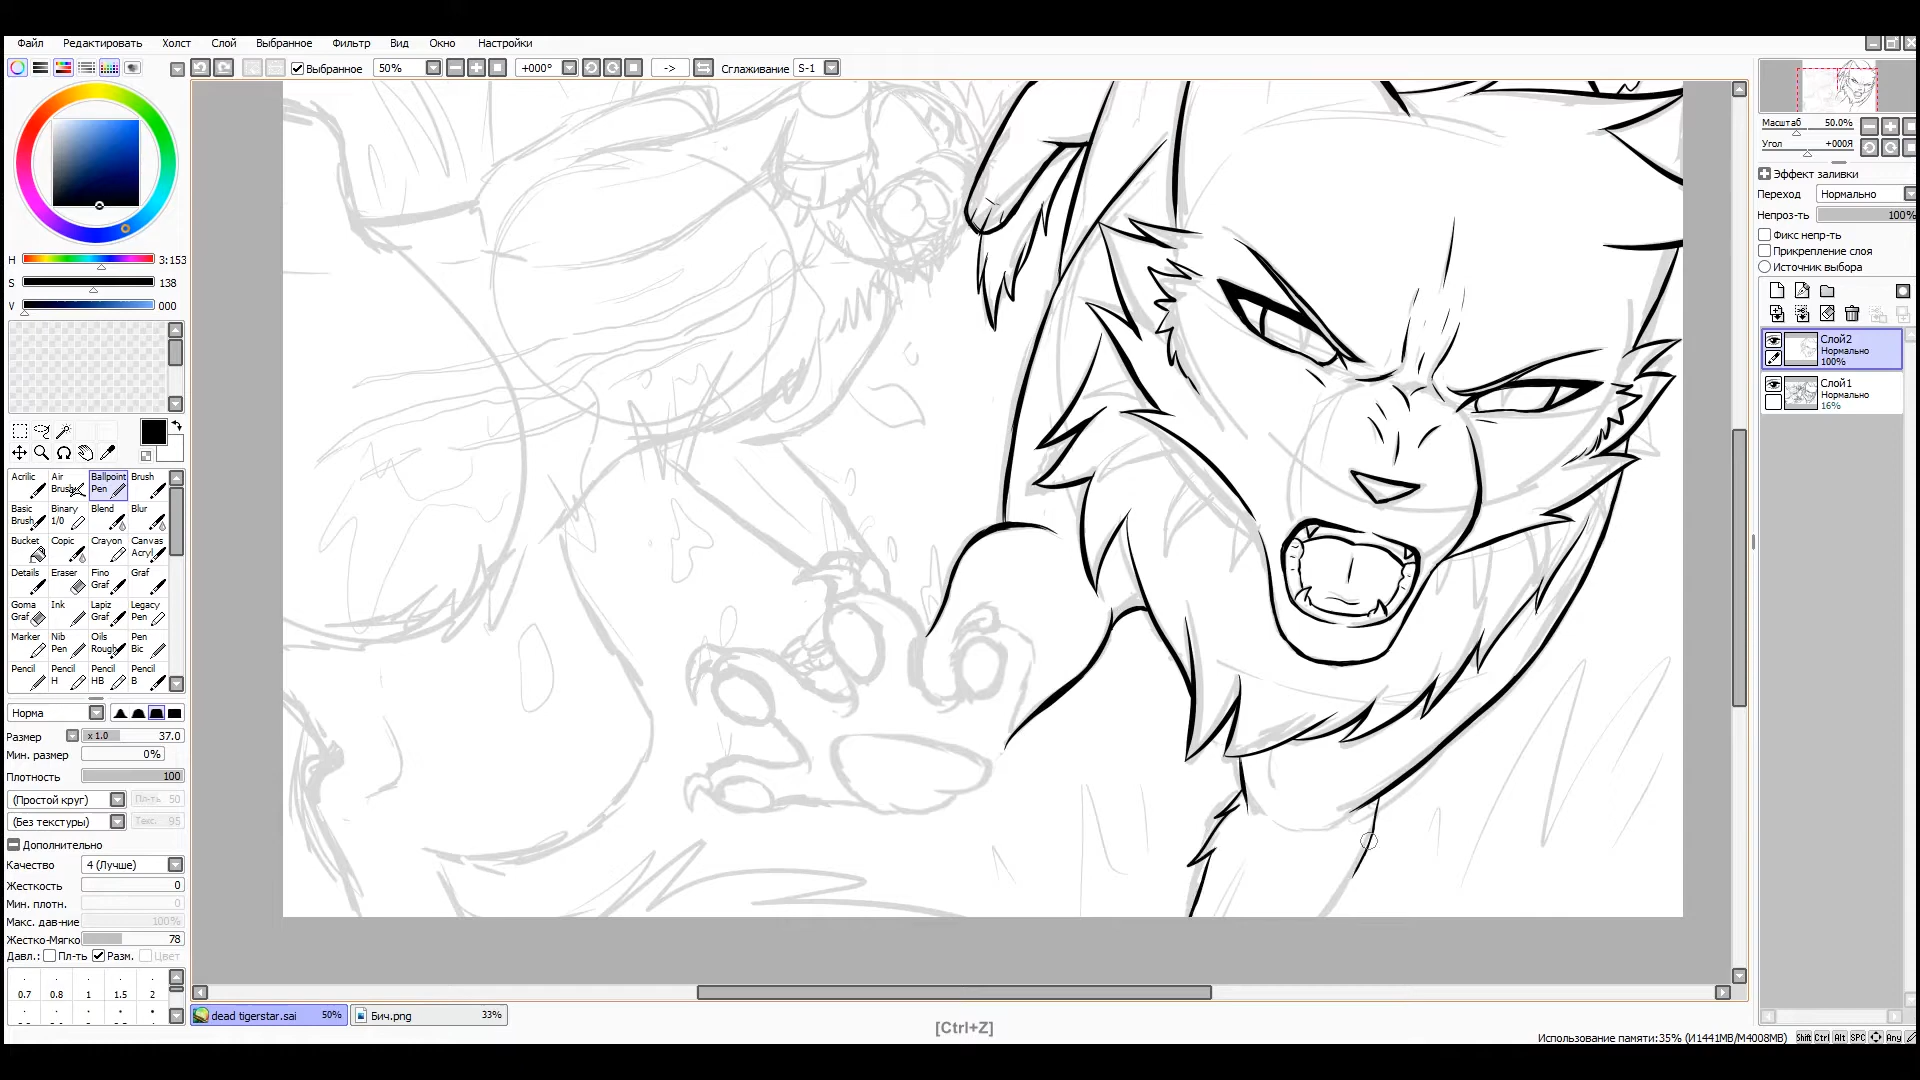 Файл Редактировать Холст Слой Выбранное Фильтр Вид Окно Настройки
Выбранное 50% +000° -> Сглаживание S-1
H 3:153
S 138
V 000
Acrilic Air Brush Ballpoint Pen Brush
Basic Brush Binary 1/0 Blend Blur
Bucket Copic Crayon Canvas Acryl
Details Eraser Fino Graf Graf
Goma Graf Ink Lapiz Graf Legacy Pen
Marker Nib Pen Oils Rough Pen Bic
Pencil Pencil H Pencil HB Pencil B
Норма
Размер x 1.0 37.0
Мин. размер 0%
Плотность 100
(Простой круг) Пл-ть 50
(Без текстуры) Текс. 95
Дополнительно
Качество 4 (Лучше)
Жесткость 0
Мин. плотн. 0
Макс. дав-ние 100%
Жестко-Мягко 78
Давл.: Пл-ть Разм. Цвет
0.7 0.8 1 1.5 2
dead tigerstar.sai 50% Бич.png 33%
[Ctrl+Z]
Использование памяти:35% (И1441MB/М4008MB) Shift Ctrl Alt SPC Any
Масштаб 50.0%
Угол +000Я
Эффект заливки
Переход Нормально
Непроз-ть 100%
Фикс непр-ть
Прикрепление слоя
Источник выбора
Слой2
Нормально
100%
Слой1
Нормально
16%